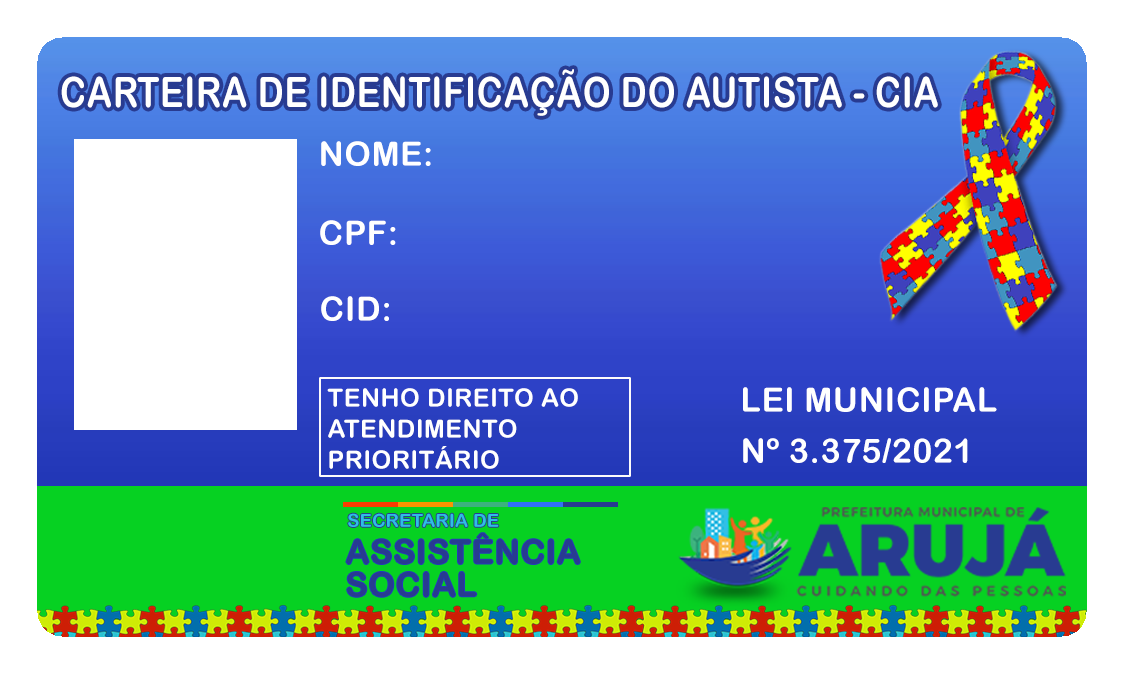 CARTEIRA DE IDENTIFICAÇÃO DO AUTISTA - CIA
NOME:
CPF:
CID:
TENHO DIREITO AO
ATENDIMENTO
PRIORITÁRIO
LEI MUNICIPAL
Nº 3.375/2021
SECRETARIA DE
ASSISTÊNCIA
SOCIAL
PREFEITURA MUNICIPAL DE
ARUJÁ
CUIDANDO DAS PESSOAS